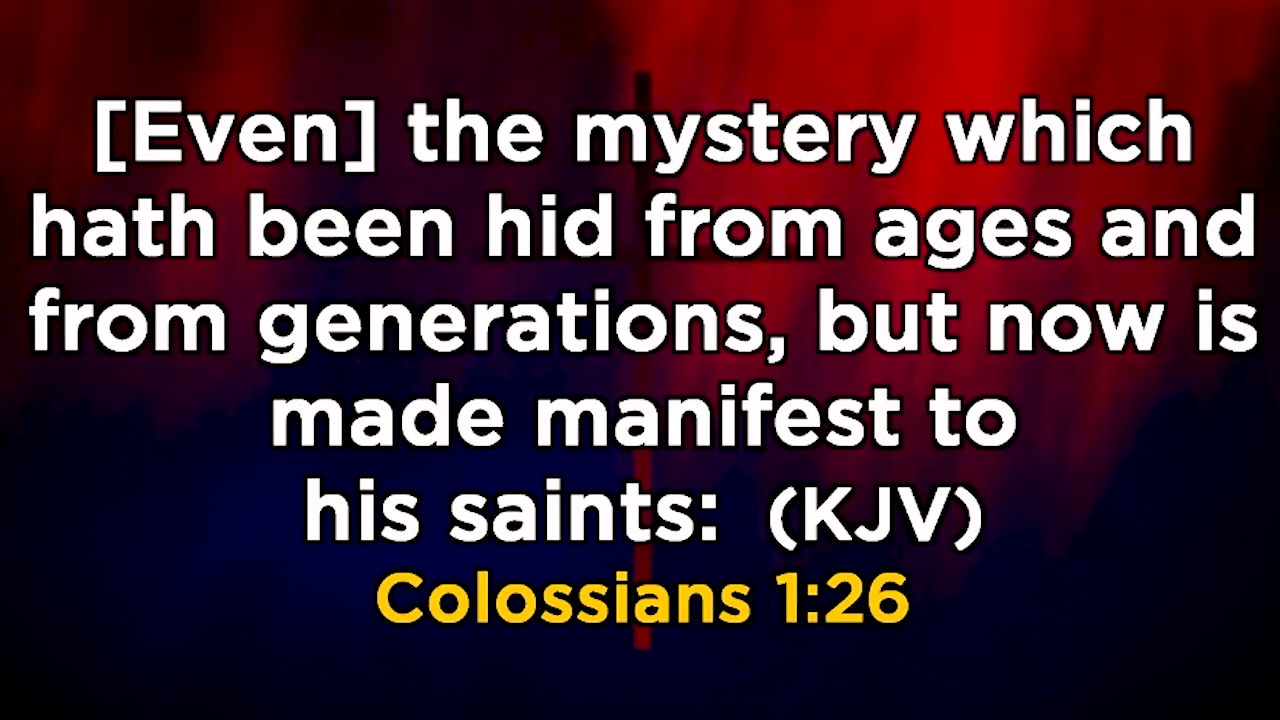 [Even] the mystery which
hath been hid from ages and
from generations, but now is
made manifest to
his saints:  (KJV)
Colossians 1:26